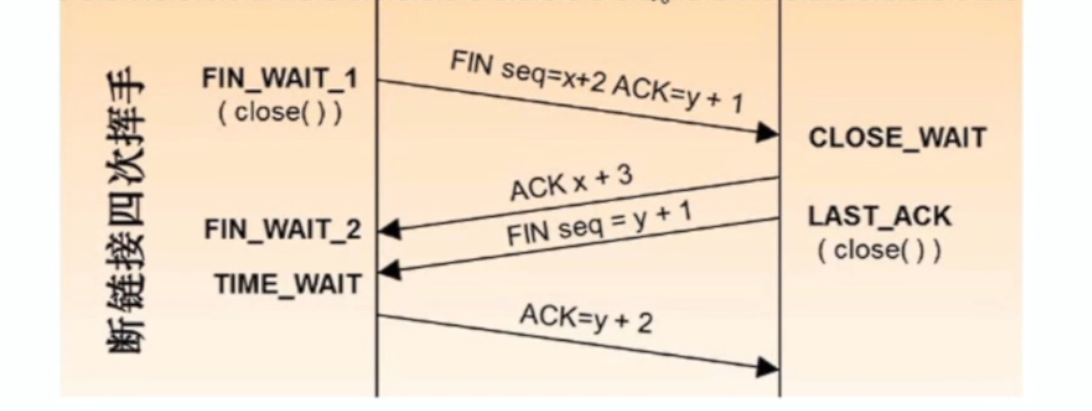 断链接四次挥手
FIN_WAIT_1
( close( ) )
FIN seq=x+2 ACK=y + 1
CLOSE_WAIT
ACK x + 3
FIN_WAIT_2
FIN seq = y + 1
LAST_ACK
( close( ) )
TIME_WAIT
ACK=y + 2